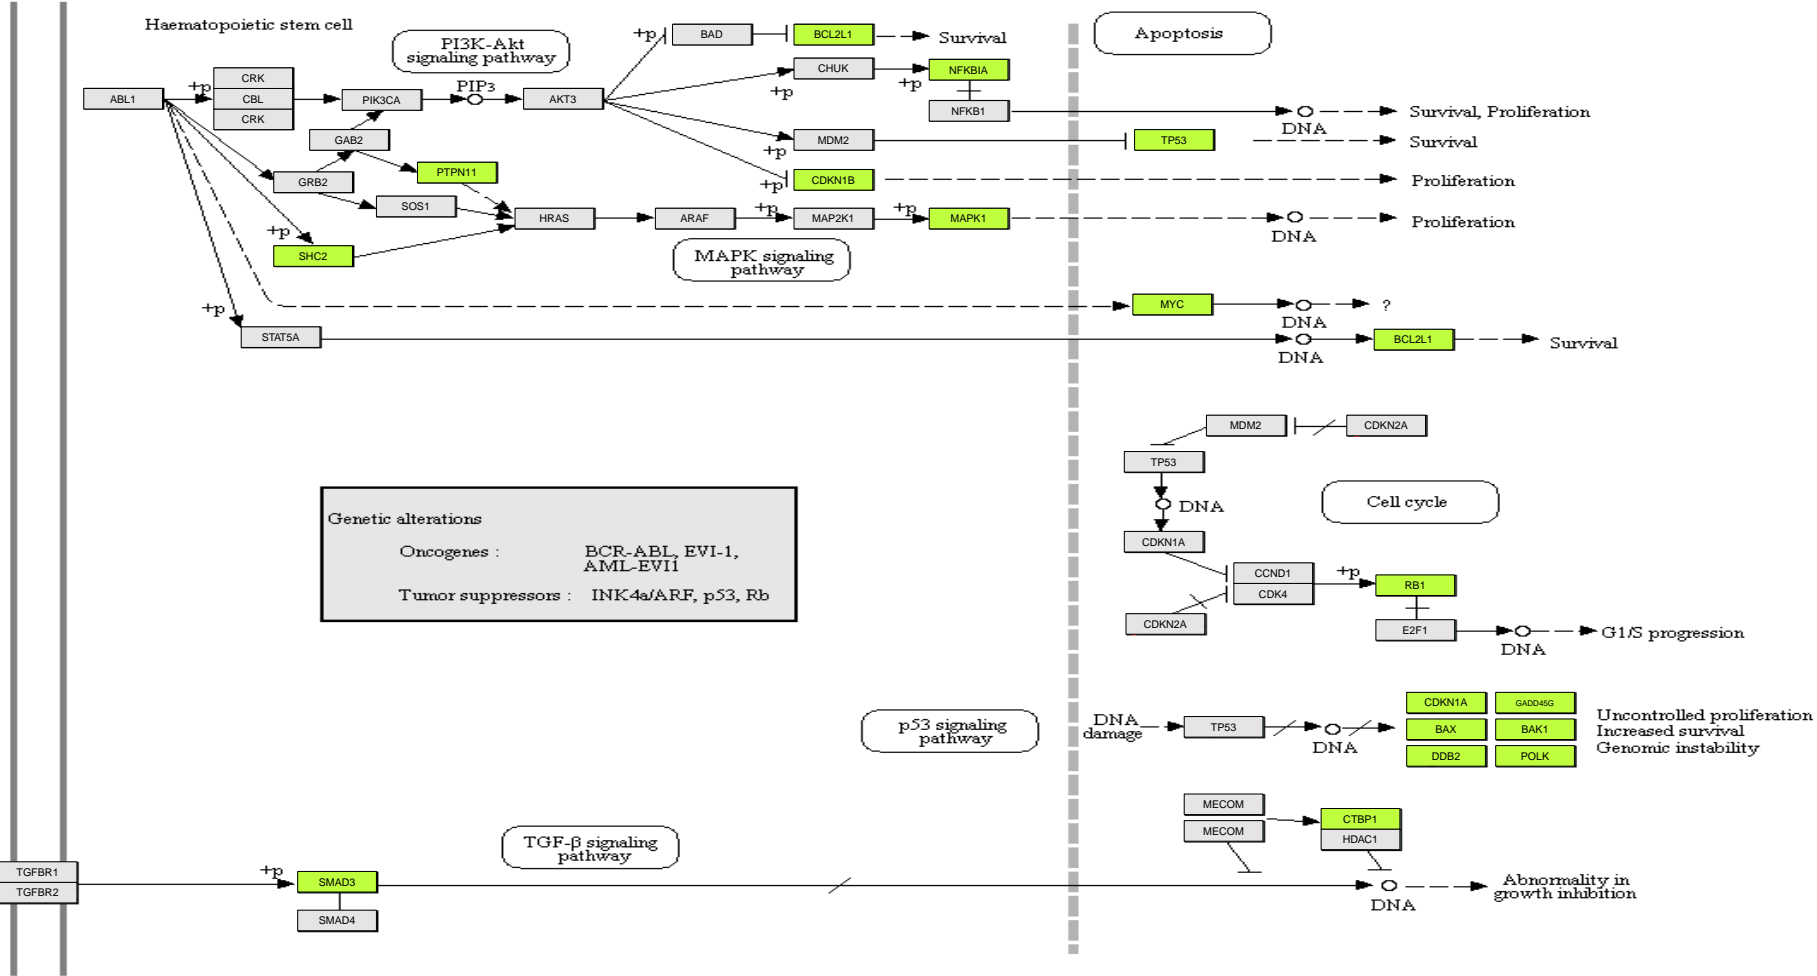 Haematopoietic stem cell
PI3K-Akt
signaling pathway
+p
BAD
BCL2L1
Survival
Apoptosis
CHUK
+p
NFKBIA
+p
NFKB1
DNA
Survival, Proliferation
ABL1
+p
CRK
CBL
CRK
PIK3CA
PIP3
AKT3
GAB2
MDM2
+p
TP53
Survival
GRB2
PTPN11
CDKN1B
+p
Proliferation
SOS1
HRAS
ARAF
+p
MAP2K1
+p
MAPK1
DNA
Proliferation
+p
SHC2
MAPK signaling
pathway
MYC
DNA
?
+p
STAT5A
DNA
BCL2L1
Survival
MDM2
CDKN2A
TP53
DNA
Cell cycle
CDKN1A
CCND1
CDK4
+p
RB1
CDKN2A
E2F1
DNA
G1/S progression
Genetic alterations
Oncogenes :
BCR-ABL, EVI-1,
AML-EVI1
Tumor suppressors :
INK4a/ARF, p53, Rb
p53 signaling
pathway
DNA
damage
TP53
DNA
CDKN1A
GADD45G
BAX
BAK1
DDB2
POLK
Uncontrolled proliferation
Increased survival
Genomic instability
MECOM
MECOM
CTBP1
HDAC1
TGF-β signaling
pathway
TGFBR1
TGFBR2
+p
SMAD3
SMAD4
DNA
Abnormality in
growth inhibition